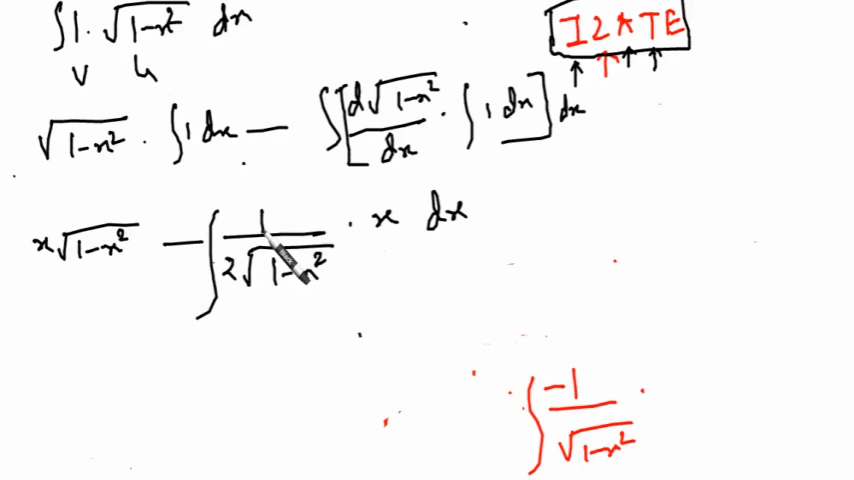 ∫1·√(1-x²) dx
V u
I2ATE
√(1-x²) · ∫1 dx — ∫[d√(1-x²)/dx · ∫1 dx] dx
x√(1-x²) — ∫ 1/(2√(1-x²)) · x dx
∫ -1/√(1-x²)